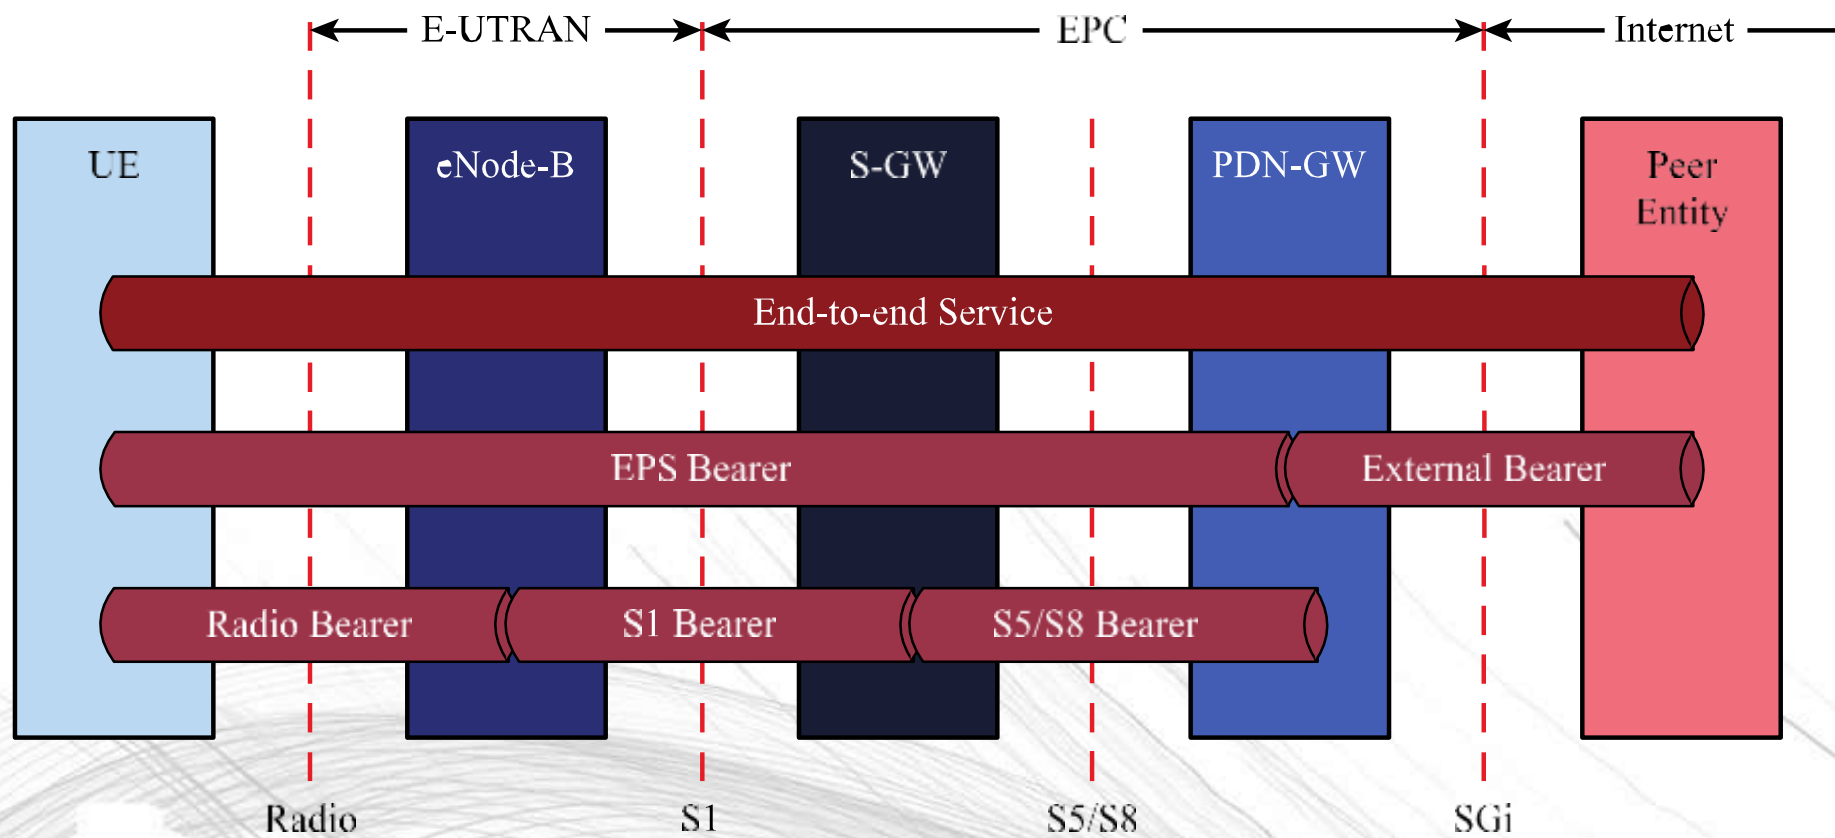 E-UTRAN EPC Internet
UE eNode-B S-GW PDN-GW Peer
Entity
End-to-end Service
EPS Bearer External Bearer
Radio Bearer S1 Bearer S5/S8 Bearer
Radio S1 S5/S8 SGi